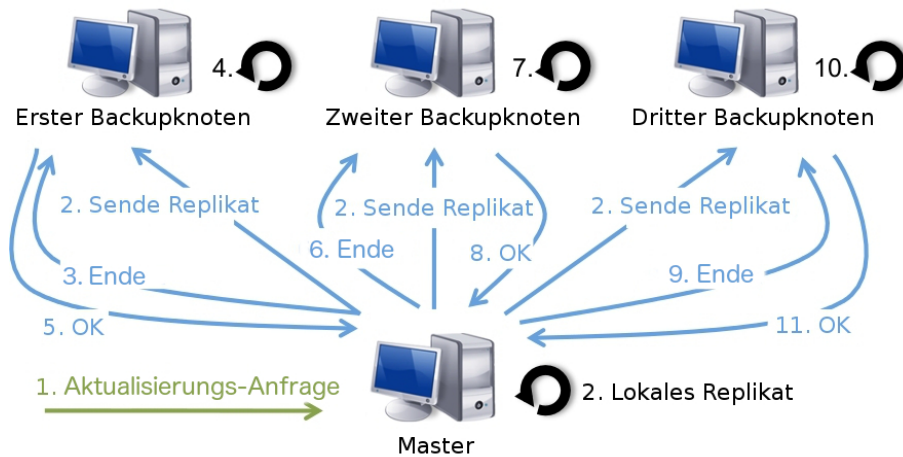 4.
7.
10.
Erster Backupknoten
Zweiter Backupknoten
Dritter Backupknoten
2. Sende Replikat
2. Sende Replikat
2. Sende Replikat
6. Ende
8. OK
3. Ende
9. Ende
5. OK
11. OK
1. Aktualisierungs-Anfrage
2. Lokales Replikat
Master